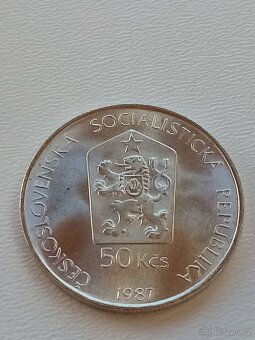 ČESKOSLOVENSKÁ SOCIALISTICKÁ REPUBLIKA
50 Kčs
1987